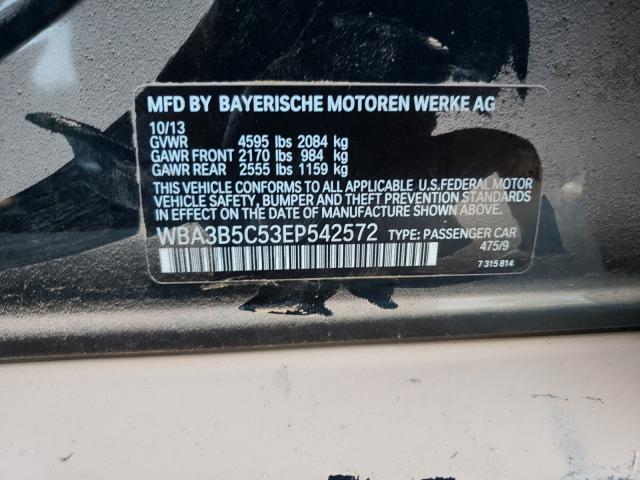 MFD BY BAYERISCHE MOTOREN WERKE AG
10/13
GVWR 4595 lbs 2084 kg
GAWR FRONT 2170 lbs 984 kg
GAWR REAR 2555 lbs 1159 kg
THIS VEHICLE CONFORMS TO ALL APPLICABLE U.S.FEDERAL MOTOR
VEHICLE SAFETY, BUMPER, AND THEFT PREVENTION STANDARDS
IN EFFECT ON THE DATE OF MANUFACTURE SHOWN ABOVE.
WBA3B5C53EP542572 TYPE: PASSENGER CAR
475/9
7 315 814